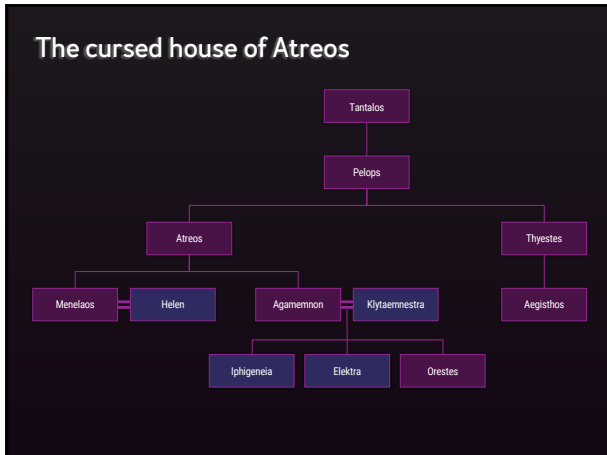 The cursed house of Atreos
Tantalos
Pelops
Atreos
Thyestes
Menelaos
Helen
Agamemnon
Klytaemnestra
Aegisthos
Iphigeneia
Elektra
Orestes